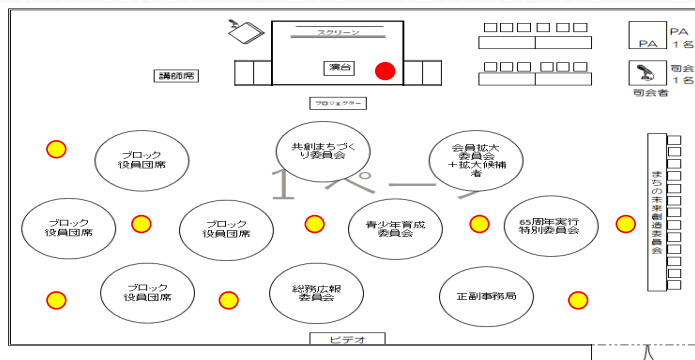 スクリーン
演台
講師席
プロジェクター
PA
PA
1名
司会
1名
司会者
ブロック
役員団席
共創まちづく
り委員会
会員拡大
委員会
+拡大候補
者
1 ページ
ブロック
役員団席
ブロック
役員団席
青少年育成
委員会
65周年実行
特別委員会
まちの未来創造委員会
ブロック
役員団席
総務広報
委員会
正副事務局
ビデオ